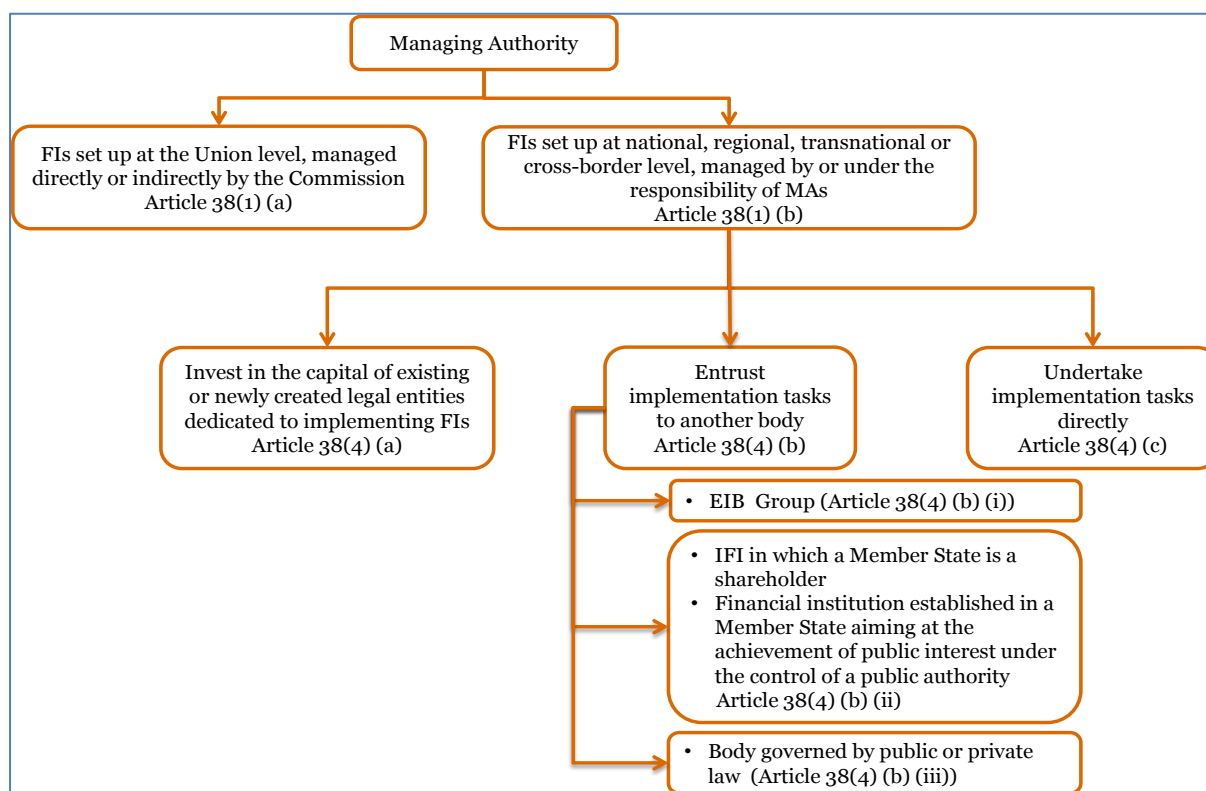 Managing Authority
FIs set up at the Union level, managed
directly or indirectly by the Commission
Article 38(1) (a)
FIs set up at national, regional, transnational or
cross-border level, managed by or under the
responsibility of MAs
Article 38(1) (b)
Invest in the capital of existing
or newly created legal entities
dedicated to implementing FIs
Article 38(4) (a)
Entrust
implementation tasks
to another body
Article 38(4) (b)
Undertake
implementation tasks
directly
Article 38(4) (c)
• EIB  Group (Article 38(4) (b) (i))
• IFI in which a Member State is a
shareholder
• Financial institution established in a
Member State aiming at the
achievement of public interest under
the control of a public authority
Article 38(4) (b) (ii)
• Body governed by public or private
law  (Article 38(4) (b) (iii))